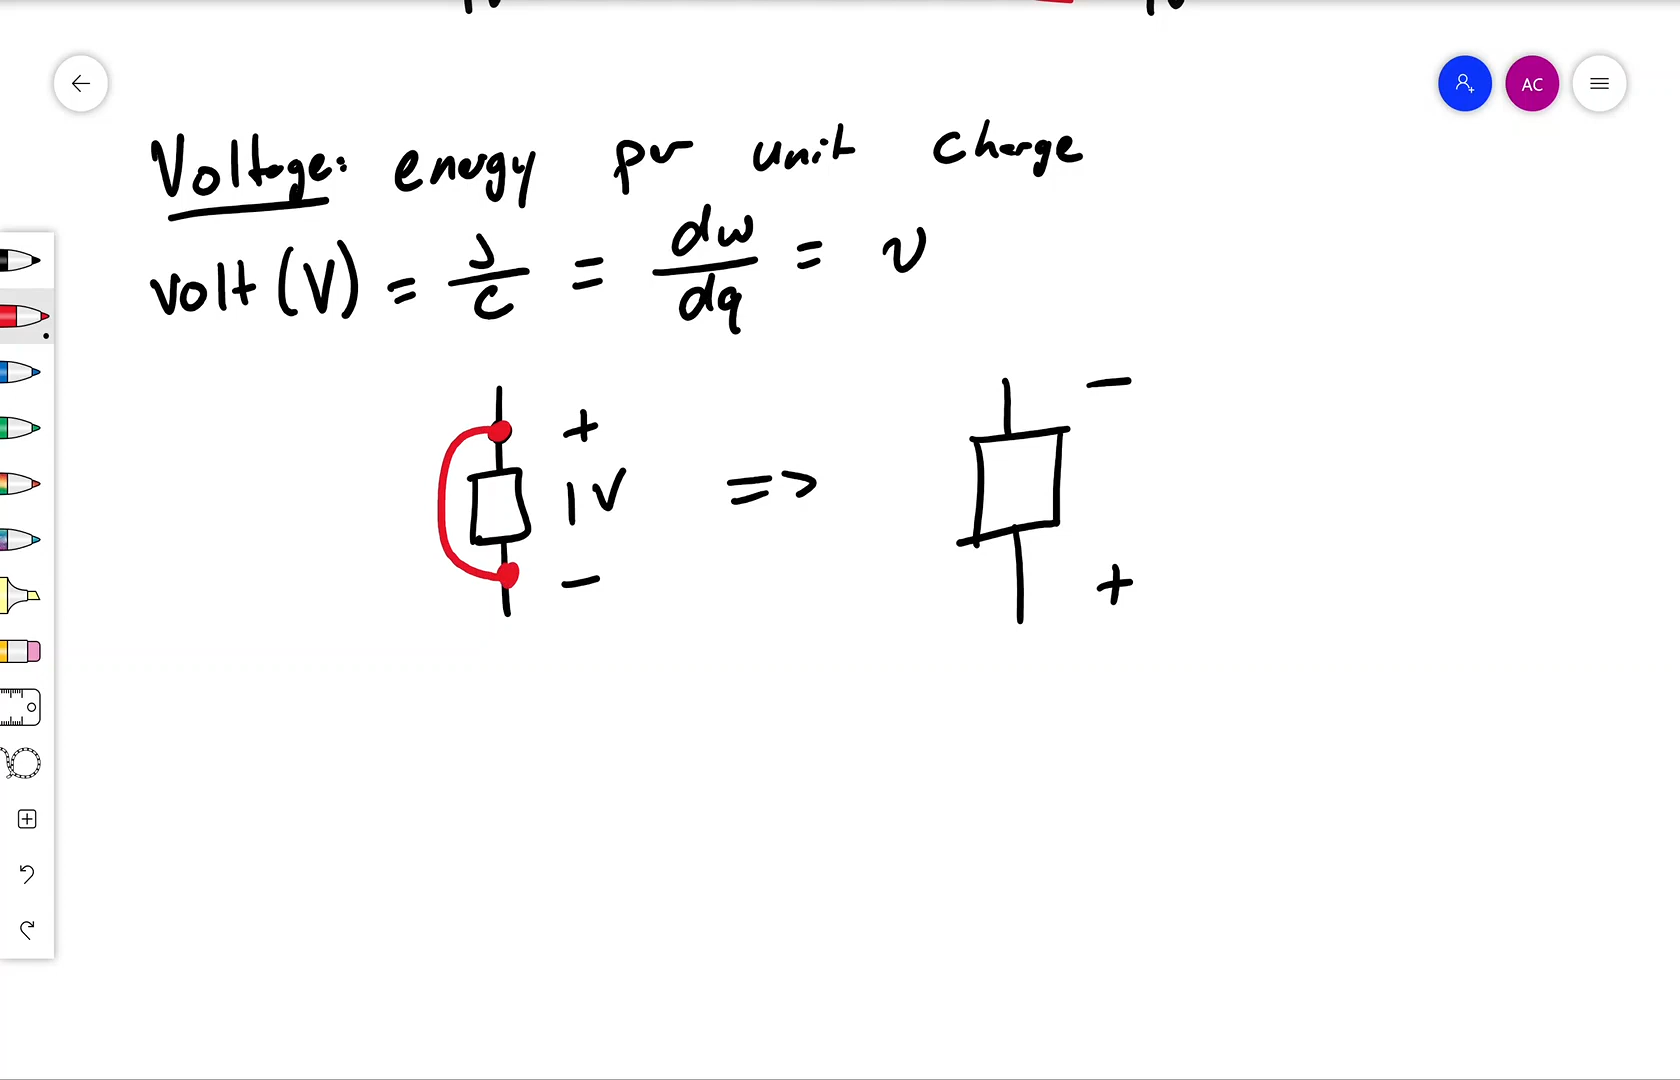 AC
Voltage: energy per unit charge
volt (V) = J/C = dw/dq = v
+ −
1V =>
− +